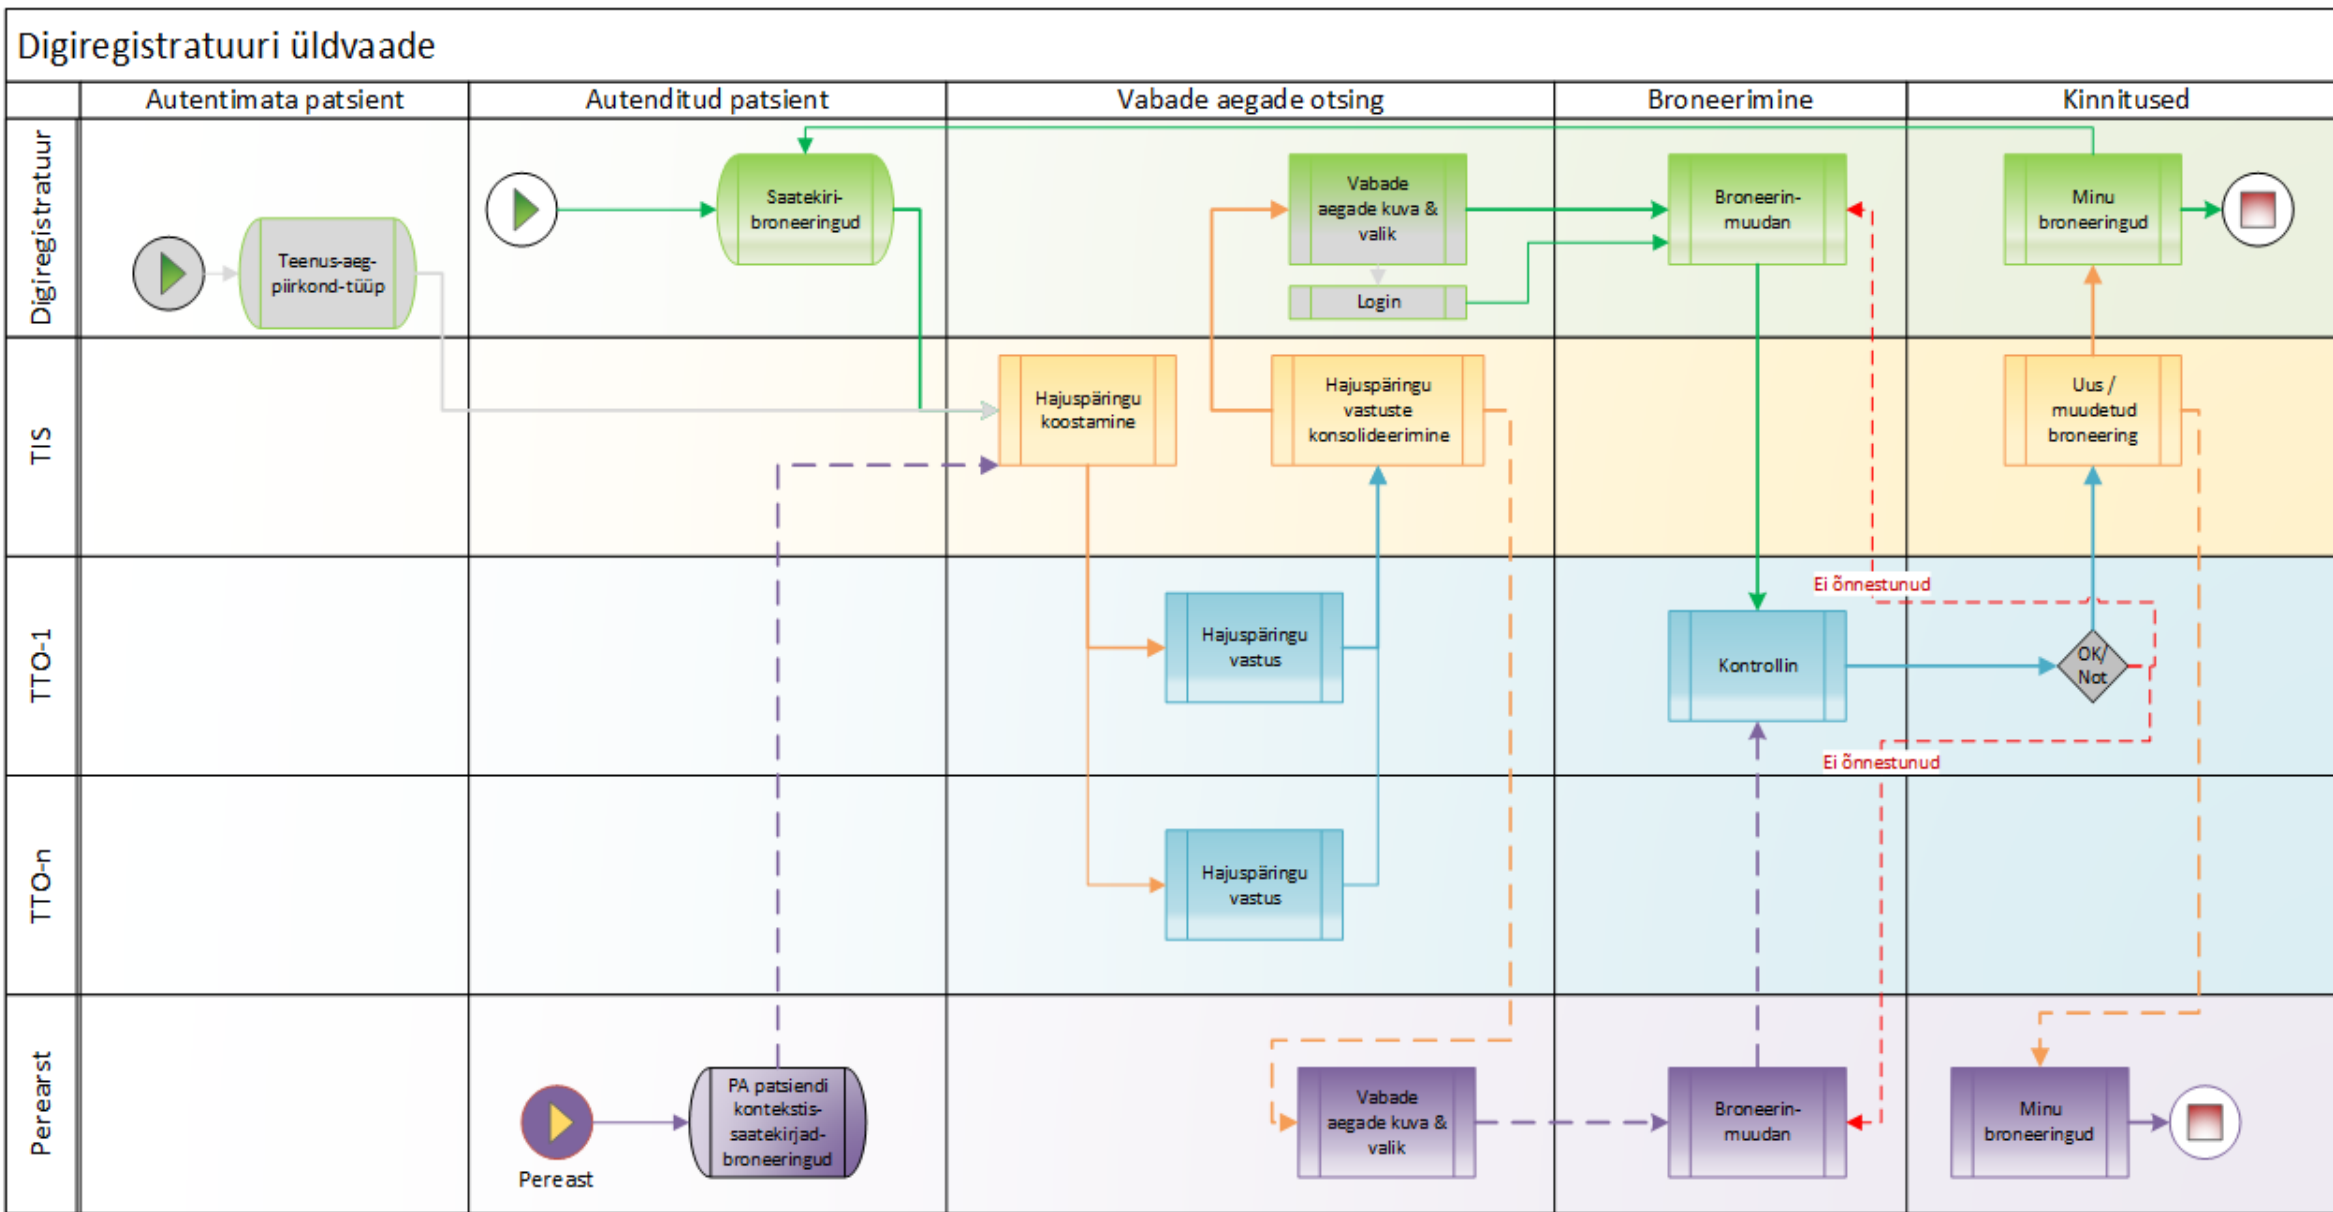 Digiregistratuuri üldvaade
Autentimata patsient
Autenditud patsient
Vabade aegade otsing
Broneerimine
Kinnitused
Digiregistratuur
Teenus-aeg-
piirkond-tüüp
Saatekiri-
broneeringud
Vabade
aegade kuva &
valik
Login
Broneerin-
muudan
Minu
broneeringud
TIS
Hajuspäringu
koostamine
Hajuspäringu
vastuste
konsolideerimine
Uus /
muudetud
broneering
TTO-1
Hajuspäringu
vastus
Kontrollin
Ei õnnestunud
OK/
Not
Ei õnnestunud
TTO-n
Hajuspäringu
vastus
Perearst
Pereast
PA patsiendi
kontekstis-
saatekirjad-
broneeringud
Vabade
aegade kuva &
valik
Broneerin-
muudan
Minu
broneeringud